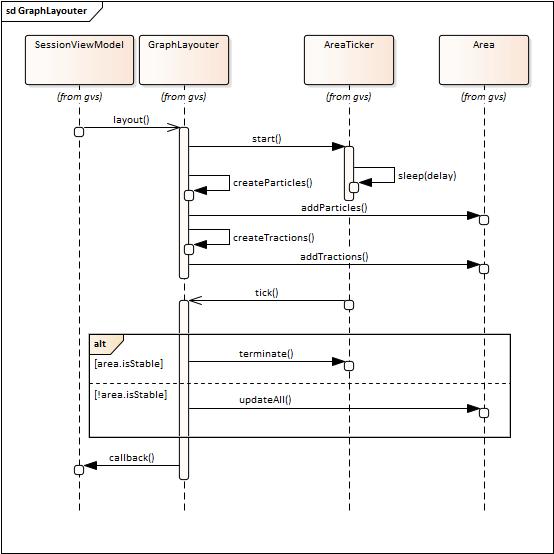 sd GraphLayouter
SessionViewModel
GraphLayouter
AreaTicker
Area
(from gvs)
(from gvs)
(from gvs)
(from gvs)
layout()
start()
sleep(delay)
createParticles()
addParticles()
createTractions()
addTractions()
tick()
alt
[area.isStable]
terminate()
[!area.isStable]
updateAll()
callback()